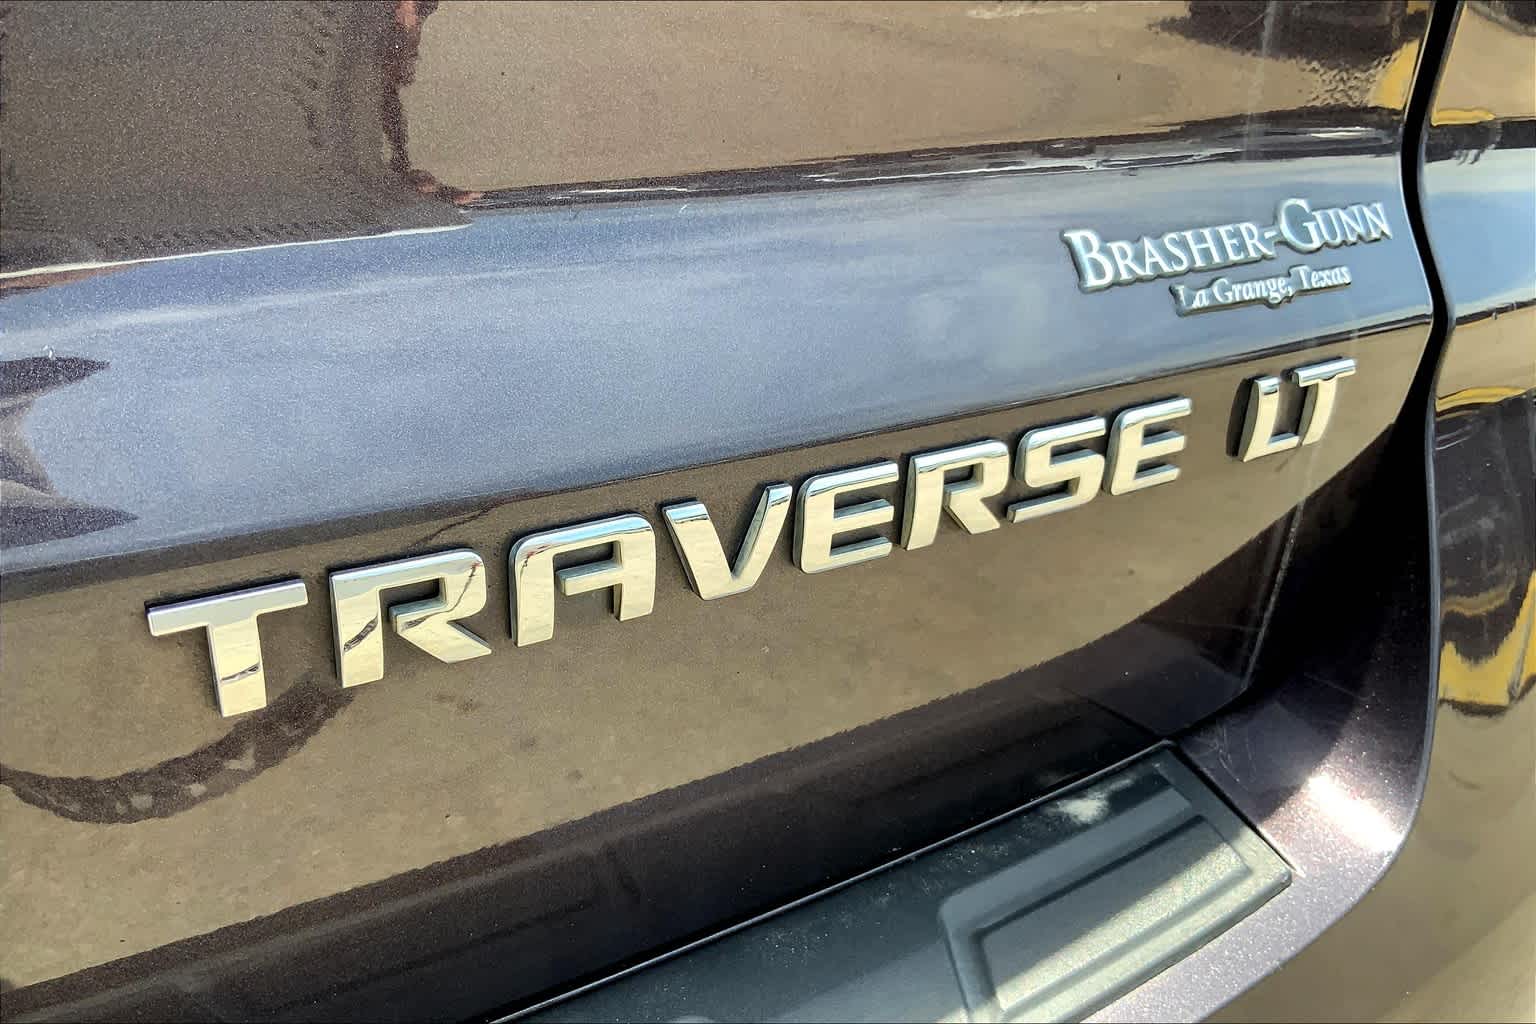 BRASHER-GUNN
La Grange, Texas
TRAVERSE LT